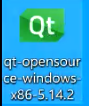 Qt
qt-opensour
ce-windows-
x86-5.14.2